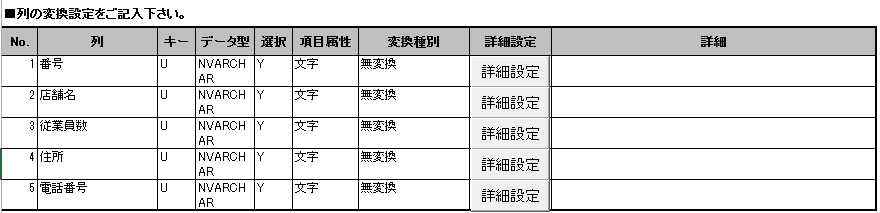 ■列の変換設定をご記入下さい。
No. 列 キー データ型 選択 項目属性 変換種別 詳細設定 詳細
1 番号 U NVARCHAR Y 文字 無変換 詳細設定
2 店舗名 U NVARCHAR Y 文字 無変換 詳細設定
3 従業員数 U NVARCHAR Y 文字 無変換 詳細設定
4 住所 U NVARCHAR Y 文字 無変換 詳細設定
5 電話番号 U NVARCHAR Y 文字 無変換 詳細設定